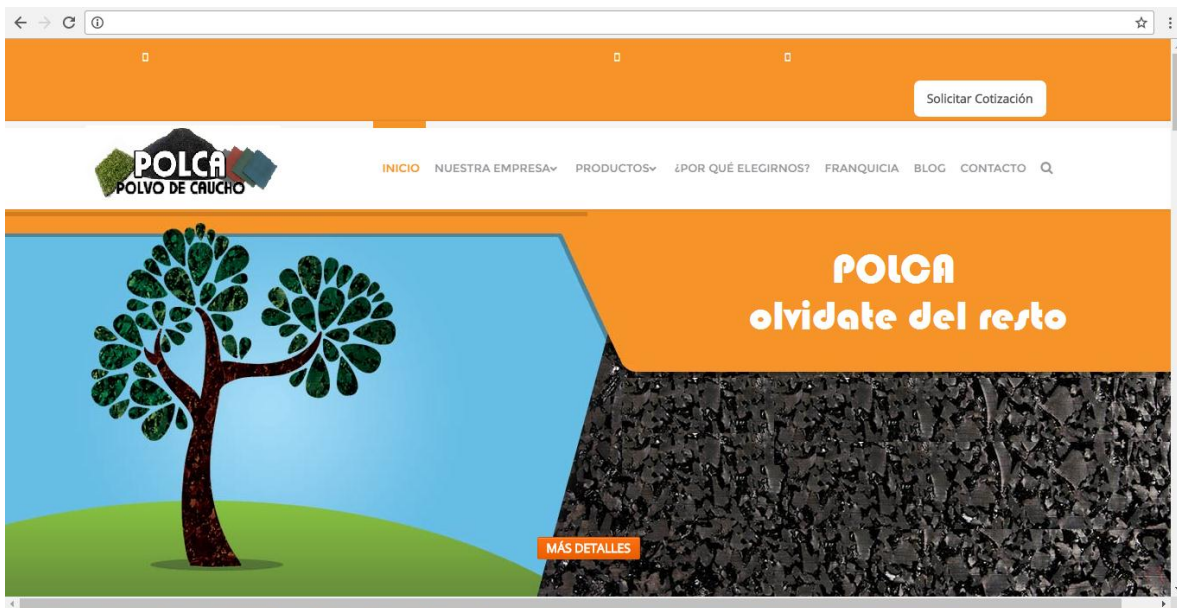 Solicitar Cotización
POLCA
POLVO DE CAUCHO
INICIO NUESTRA EMPRESA PRODUCTOS ¿POR QUÉ ELEGIRNOS? FRANQUICIA BLOG CONTACTO
POLCA
olvidate del resto
MÁS DETALLES